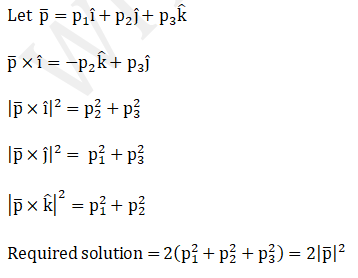 Let p̄ = p₁î + p₂ĵ + p₃k̂
p̄ × î = −p₂k̂ + p₃ĵ
|p̄ × î|² = p₂² + p₃²
|p̄ × ĵ|² = p₁² + p₃²
|p̄ × k̂|² = p₁² + p₂²
Required solution = 2(p₁² + p₂² + p₃²) = 2|p̄|²